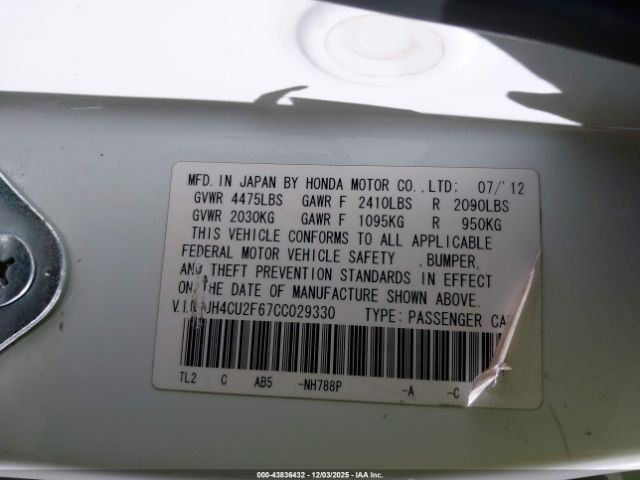 MFD. IN JAPAN BY HONDA MOTOR CO., LTD: 07/'12
GVWR 4475LBS GAWR F 2410LBS R 2090LBS
GVWR 2030KG GAWR F 1095KG R 950KG
THIS VEHICLE CONFORMS TO ALL APPLICABLE
FEDERAL MOTOR VEHICLE SAFETY , BUMPER,
AND THEFT PREVENTION STANDARDS IN EFFECT
ON THE DATE OF MANUFACTURE SHOWN ABOVE.
JH4CU2F67CC029330 TYPE: PASSENGER CA
TL2 C AB5 -NH788P -A -C
000-43836432 - 12/03/2025 - IAA Inc.